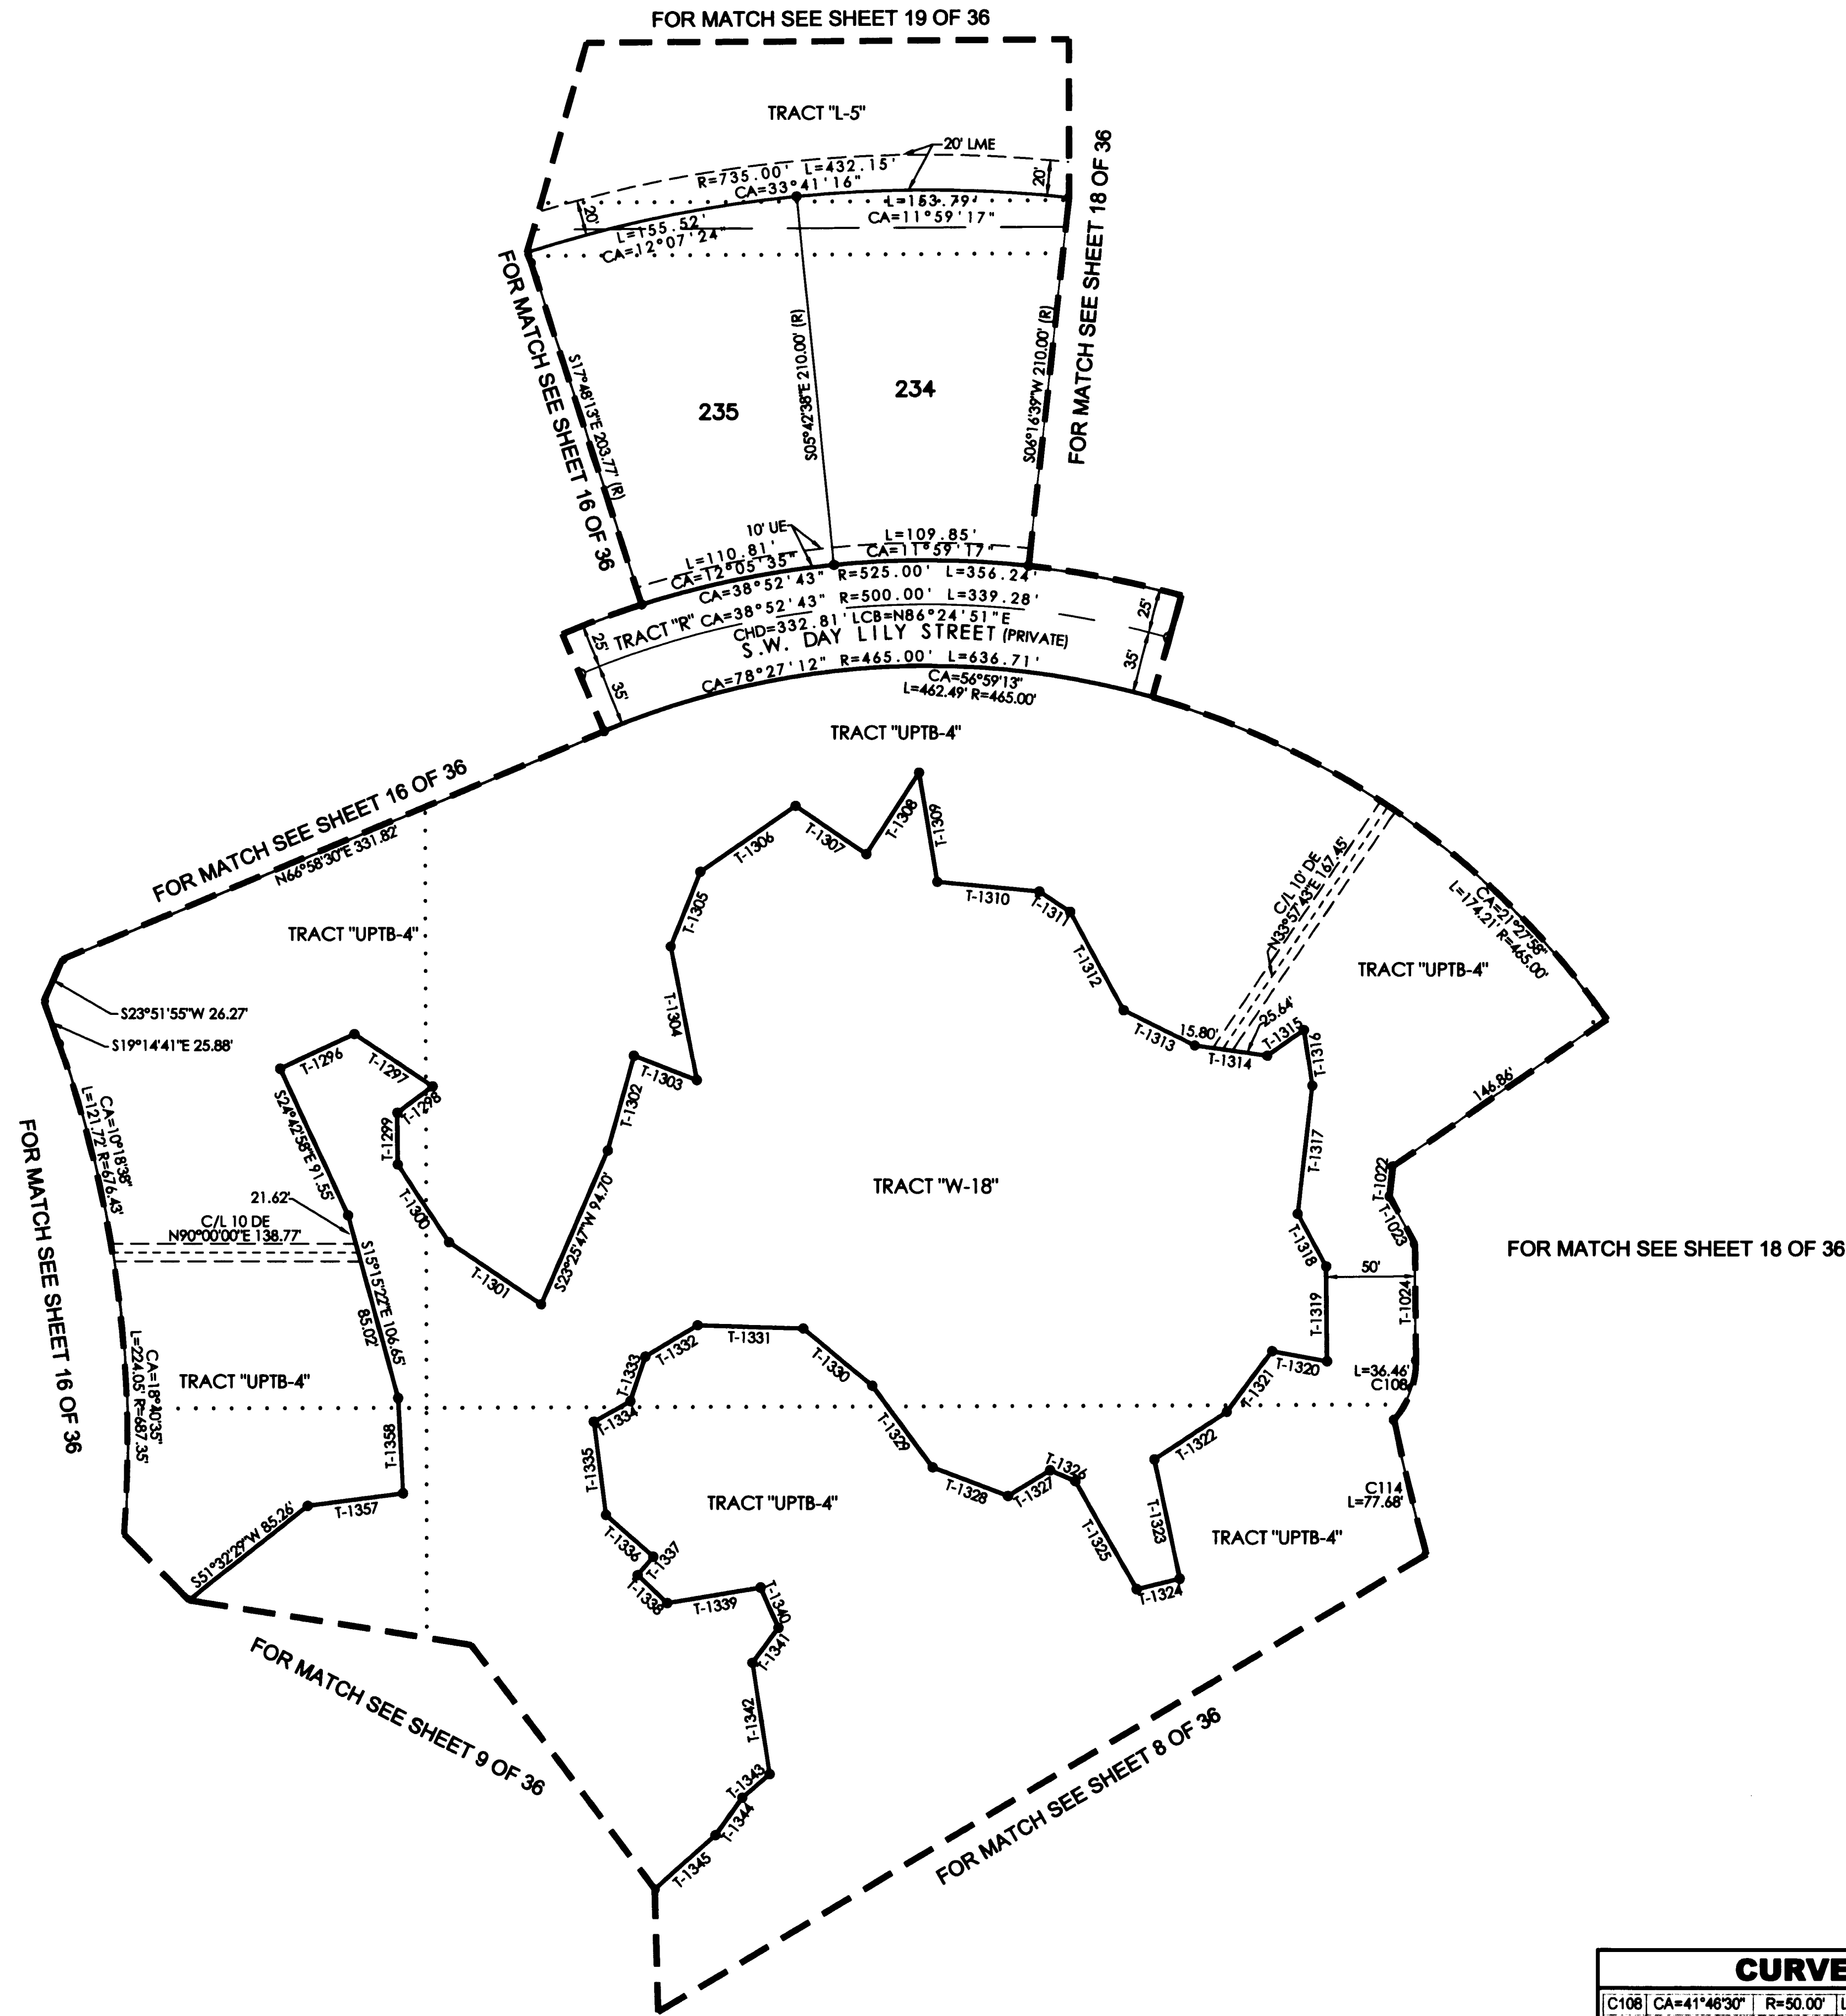 FOR MATCH SEE SHEET 19 OF 36
TRACT "L-5"
20' LME
R=735.00' L=432.15'
CA=33°41'16"
20'
20'
L=153.79'
CA=11°59'17"
L=155.52'
CA=12°07'24"
FOR MATCH SEE SHEET 18 OF 36
FOR MATCH SEE SHEET 16 OF 36
S17°48'13"E 203.77' (R)
S05°42'38"E 210.00' (R)
S06°16'39"W 210.00' (R)
235
234
10' UE
L=109.85'
CA=11°59'17"
L=110.81'
CA=12°05'35"
CA=38°52'43" R=525.00' L=356.24'
TRACT "R" CA=38°52'43" R=500.00' L=339.28'
CHD=332.81' LCB=N86°24'51"E
S.W. DAY LILY STREET (PRIVATE)
25'
35'
25'
35'
CA=78°27'12" R=465.00' L=636.71'
CA=56°59'13"
L=462.49' R=465.00'
TRACT "UPTB-4"
FOR MATCH SEE SHEET 16 OF 36
N66°58'30"E 331.82'
T-1309
T-1308
T-1307
T-1306
T-1305
T-1310
T-1311
C/L 10' DE
N33°57'43"E 167.45'
CA=21°27'58"
L=174.21' R=465.00'
TRACT "UPTB-4"
TRACT "UPTB-4"
T-1304
T-1312
S23°51'55"W 26.27'
S19°14'41"E 25.88'
15.80'
25.64'
T-1313
T-1314
T-1315
T-1316
T-1296
T-1297
T-1298
T-1299
T-1303
T-1302
146.86'
CA=10°18'38"
L=121.72' R=676.43'
S24°42'58"E 91.55'
FOR MATCH SEE SHEET 16 OF 36
T-1317
T-1022
T-1023
TRACT "W-18"
21.62'
C/L 10 DE
N90°00'00"E 138.77'
T-1300
S23°25'47"W 94.70'
T-1301
T-1318
FOR MATCH SEE SHEET 18 OF 36
50'
T-1319
T-1024
S15°15'22"E 106.65'
85.02'
CA=18°40'35"
L=224.05' R=687.35'
TRACT "UPTB-4"
T-1332
T-1331
T-1330
T-1333
T-1334
T-1320
T-1321
L=36.46'
C108
T-1358
T-1335
T-1329
T-1322
T-1326
T-1328
T-1327
C114
L=77.68'
TRACT "UPTB-4"
T-1357
S51°32'29"W 85.26'
T-1336
T-1337
T-1325
T-1323
TRACT "UPTB-4"
T-1338
T-1339
T-1324
T-1340
T-1341
FOR MATCH SEE SHEET 9 OF 36
T-1342
T-1343
T-1344
T-1345
FOR MATCH SEE SHEET 8 OF 36
CURVE
C108 CA=41°46'30" R=50.00'